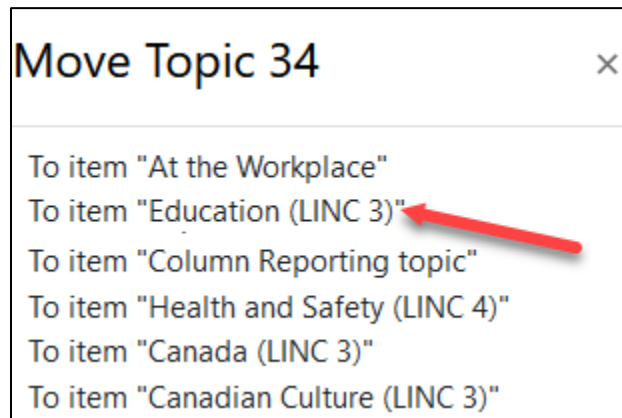 Move Topic 34 ×
To item "At the Workplace"
To item "Education (LINC 3)"
To item "Column Reporting topic"
To item "Health and Safety (LINC 4)"
To item "Canada (LINC 3)"
To item "Canadian Culture (LINC 3)"